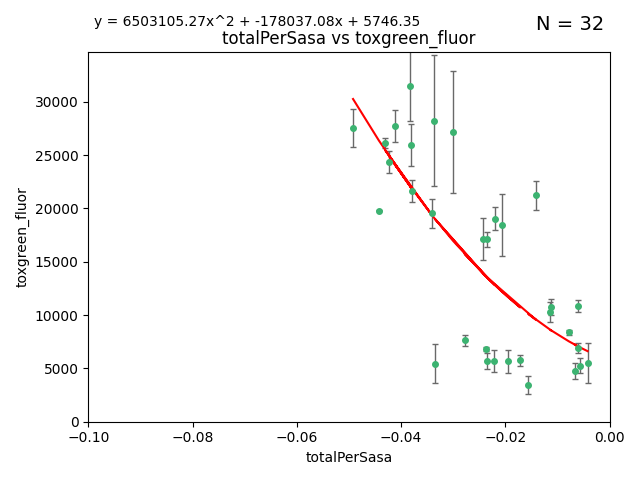 y = 6503105.27x^2 + -178037.08x + 5746.35
N = 32
totalPerSasa vs toxgreen_fluor
30000
25000
20000
15000
10000
5000
0
toxgreen_fluor
−0.10 −0.08 −0.06 −0.04 −0.02 0.00
totalPerSasa